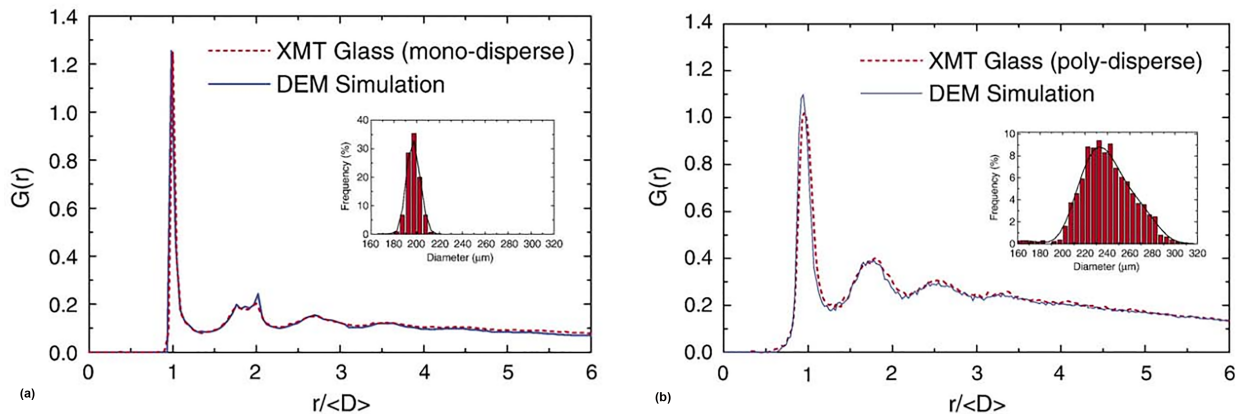 1.4
XMT Glass (mono-disperse)
DEM Simulation
1.2
1.0
0.8
0.6
0.4
0.2
0.0
G(r)
40
30
20
10
0
Frequency (%)
160 180 200 220 240 260 280 300 320
Diameter (μm)
0 1 2 3 4 5 6
r/<D>
(a)
1.4
XMT Glass (poly-disperse)
DEM Simulation
1.2
1.0
0.8
0.6
0.4
0.2
0.0
G(r)
10
8
6
4
2
0
Frequency (%)
160 180 200 220 240 260 280 300 320
Diameter (μm)
0 1 2 3 4 5 6
r/<D>
(b)